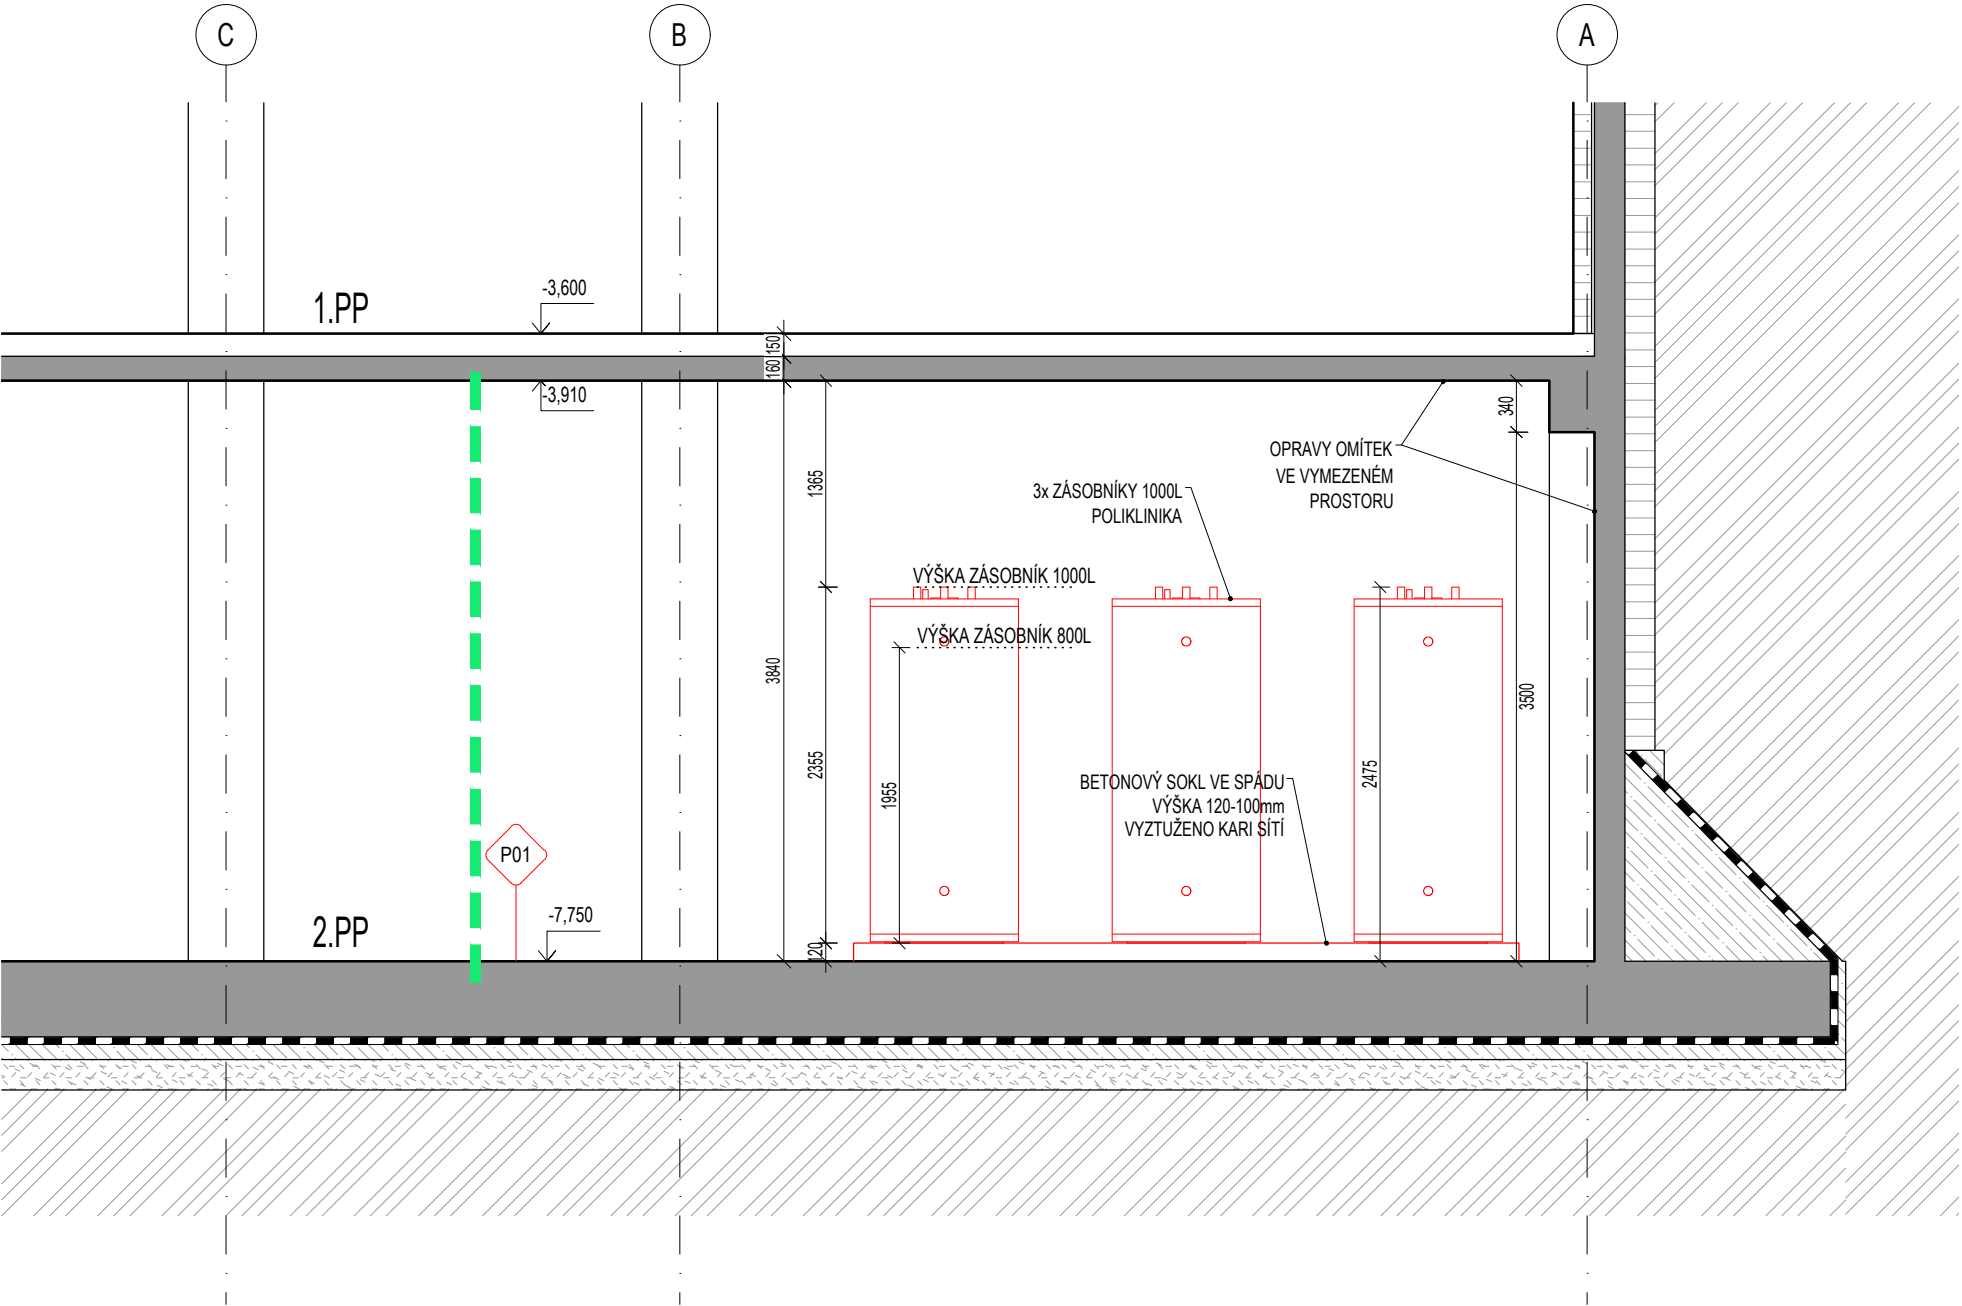 C
B
A
1.PP
-3,600
150
160
-3,910
340
OPRAVY OMÍTEK
VE VYMEZENÉM
PROSTORU
1365
3x ZÁSOBNÍKY 1000L
POLIKLINIKA
VÝŠKA ZÁSOBNÍK 1000L
VÝŠKA ZÁSOBNÍK 800L
3840
3500
2355
1955
2475
BETONOVÝ SOKL VE SPÁDU
VÝŠKA 120-100mm
VYZTUŽENO KARI SÍTÍ
P01
2.PP
-7,750
120